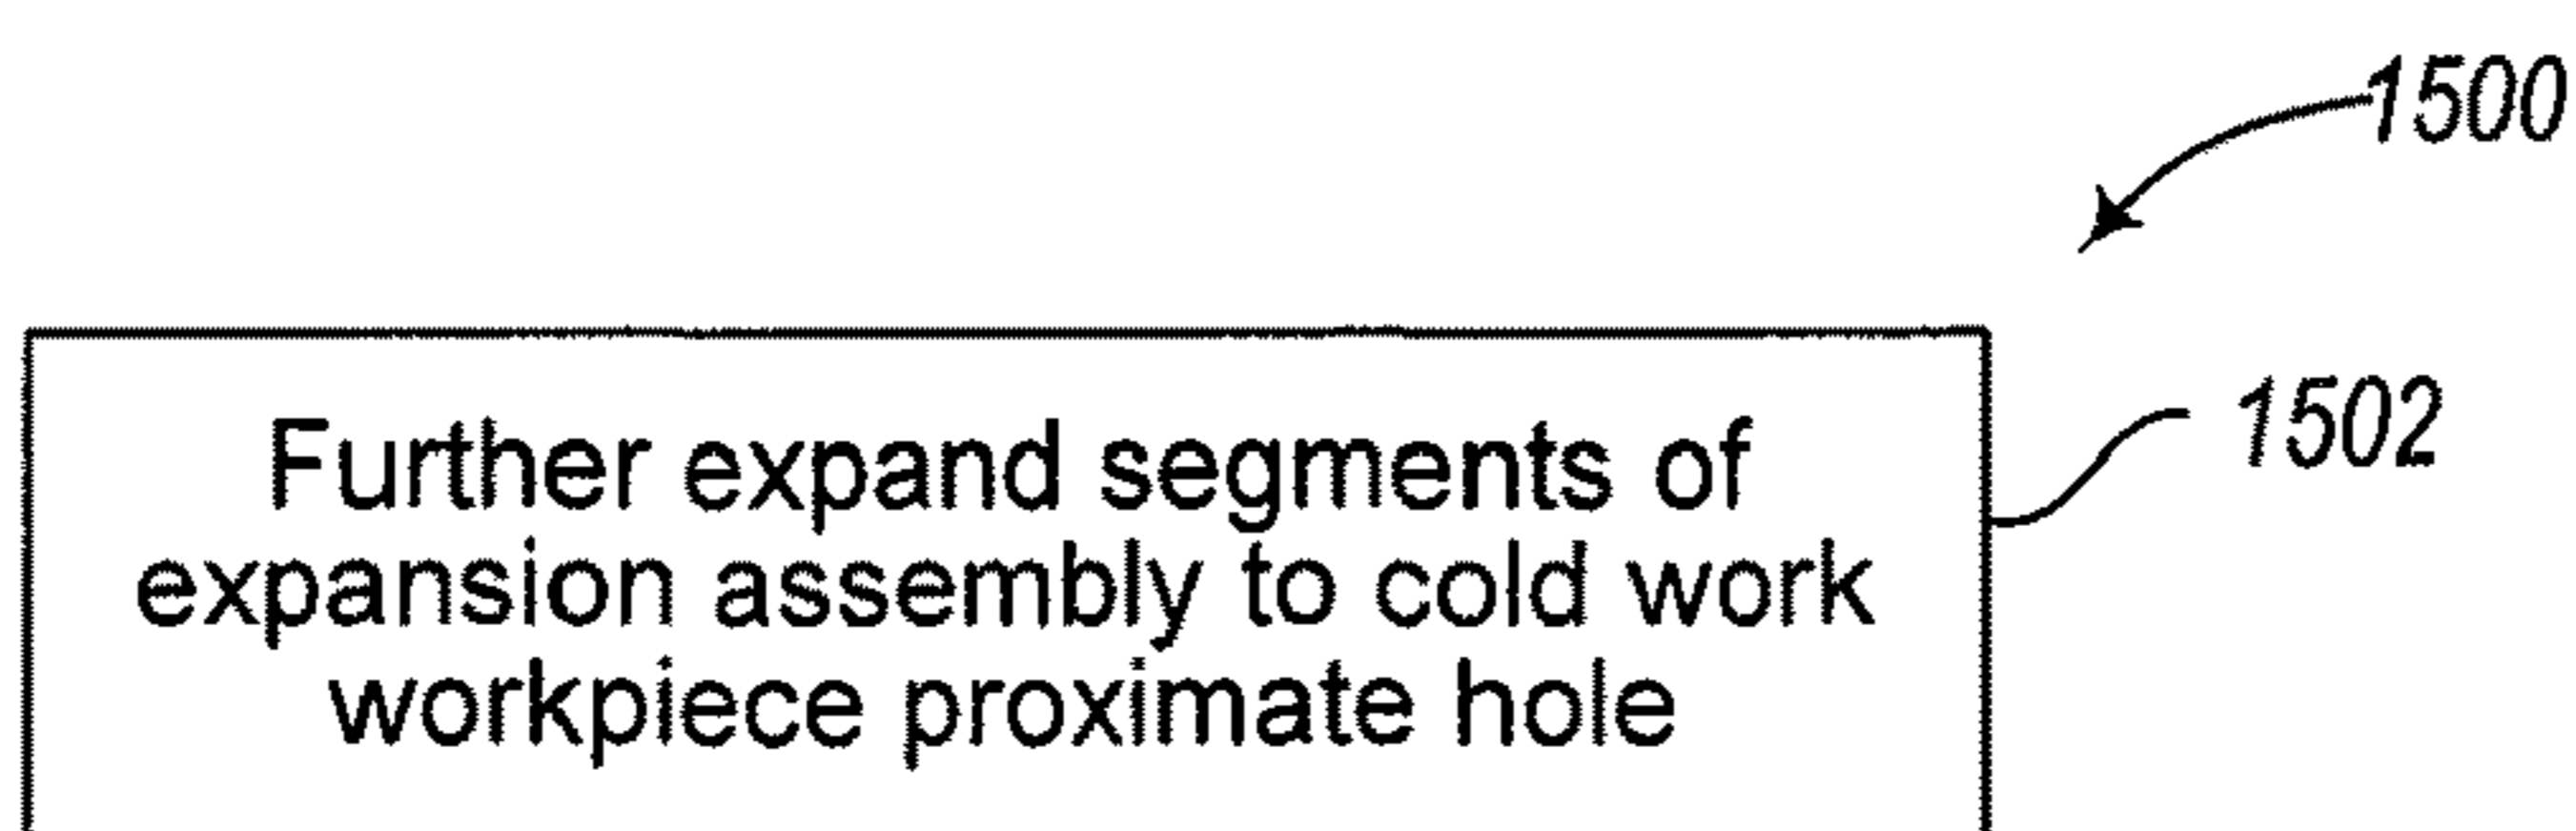 1500
1502
Further expand segments of
expansion assembly to cold work
workpiece proximate hole